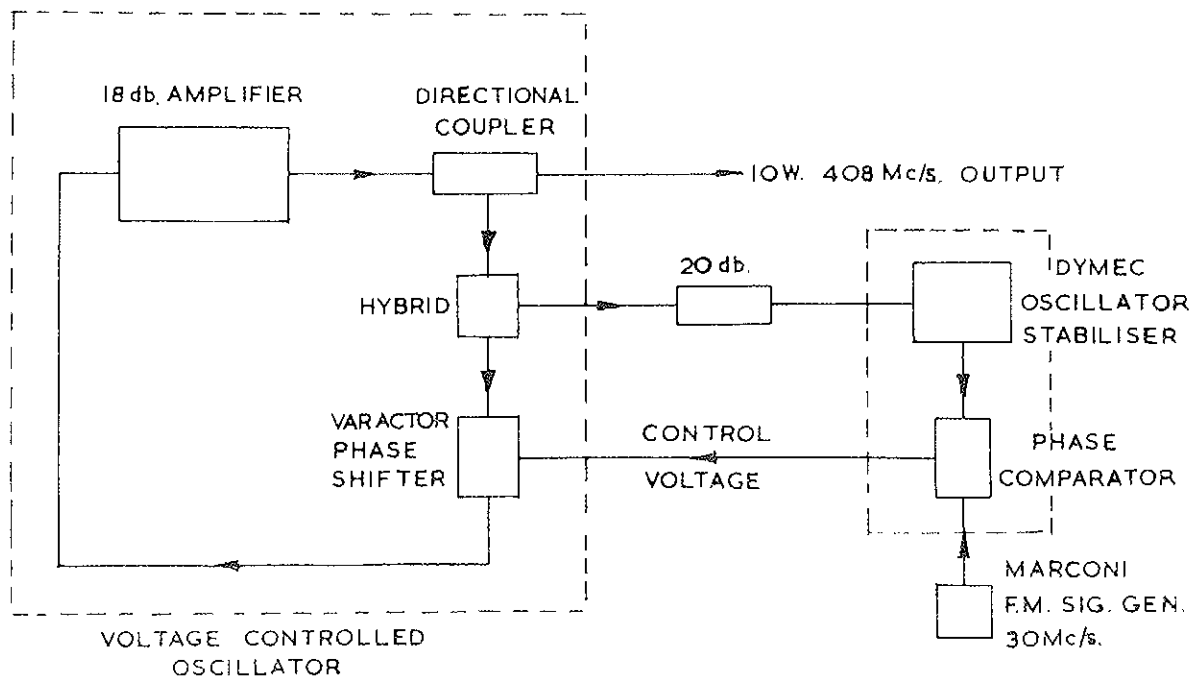 18 db. AMPLIFIER
DIRECTIONAL
COUPLER
10W. 408 Mc/s. OUTPUT
20 db.
HYBRID
DYMEC
OSCILLATOR
STABILISER
VARACTOR
PHASE
SHIFTER
CONTROL
VOLTAGE
PHASE
COMPARATOR
MARCONI
F.M. SIG. GEN.
30Mc/s.
VOLTAGE CONTROLLED
OSCILLATOR